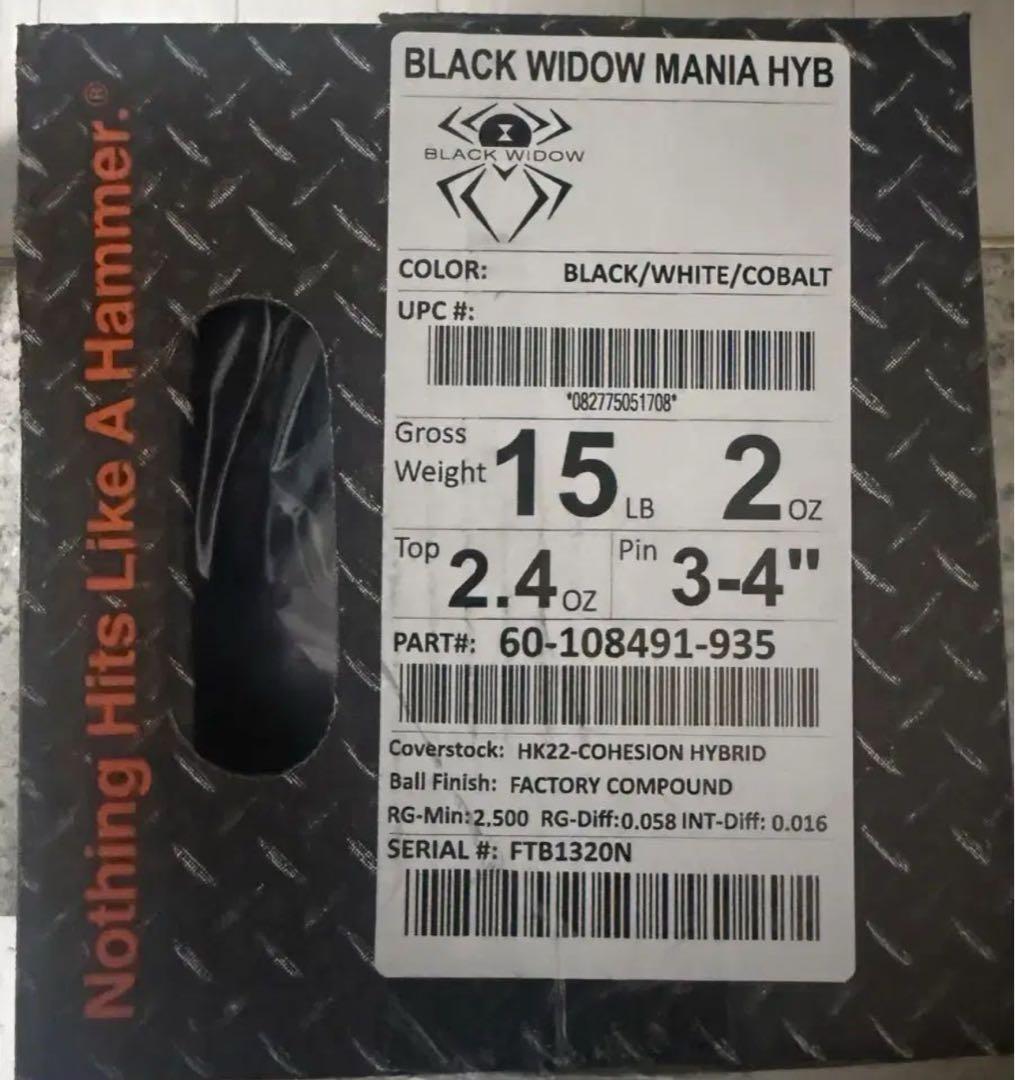 Nothing Hits Like A Hammer.®
BLACK WIDOW MANIA HYB
BLACK WIDOW
COLOR: BLACK/WHITE/COBALT
UPC #:
*082775051708*
Gross Weight 15 LB 2 OZ
Top 2.4 OZ Pin 3-4"
PART#: 60-108491-935
Coverstock: HK22-COHESION HYBRID
Ball Finish: FACTORY COMPOUND
RG-Min: 2.500 RG-Diff:0.058 INT-Diff: 0.016
SERIAL #: FTB1320N